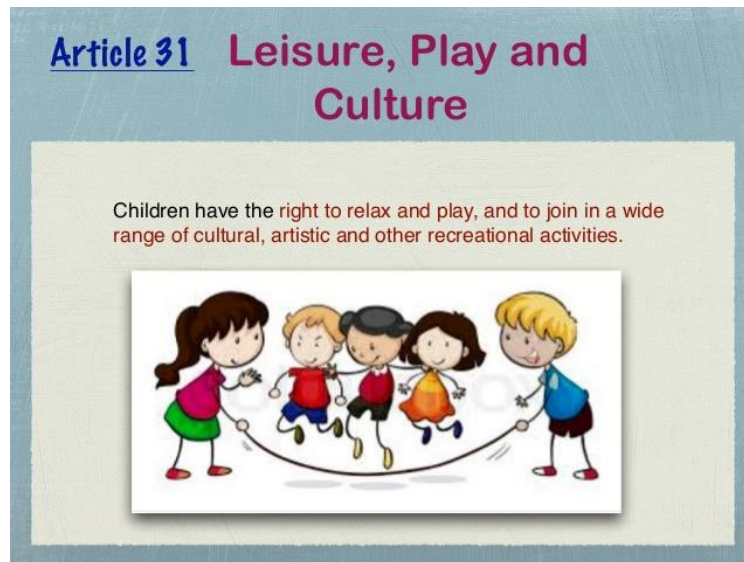 Article 31 Leisure, Play and
Culture
Children have the right to relax and play, and to join in a wide
range of cultural, artistic and other recreational activities.